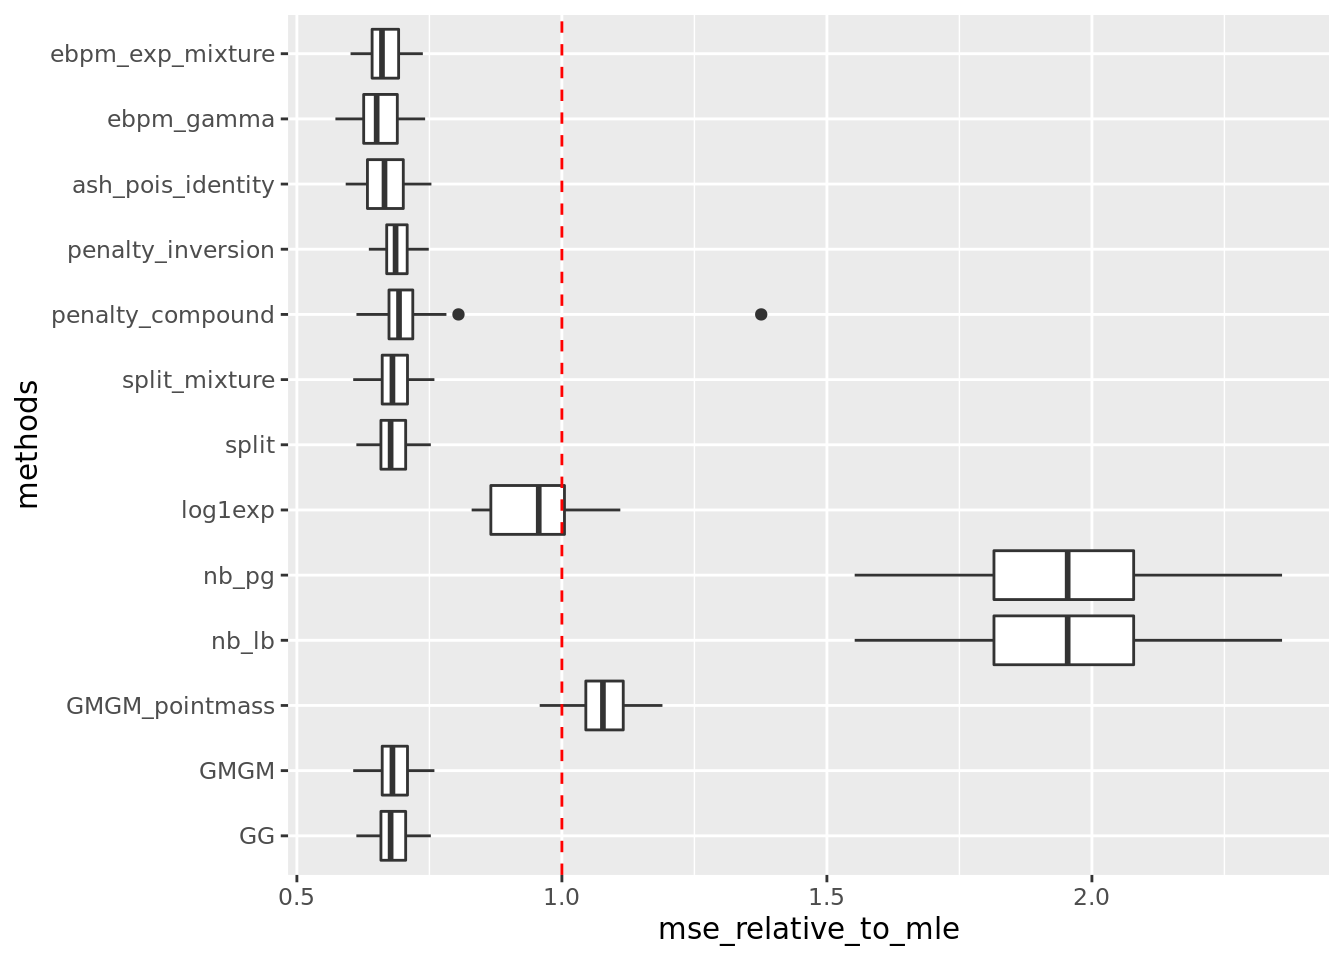 ebpm_exp_mixture
ebpm_gamma
ash_pois_identity
penalty_inversion
penalty_compound
split_mixture
split
log1exp
nb_pg
nb_lb
GMGM_pointmass
GMGM
GG
methods
0.5 1.0 1.5 2.0
mse_relative_to_mle